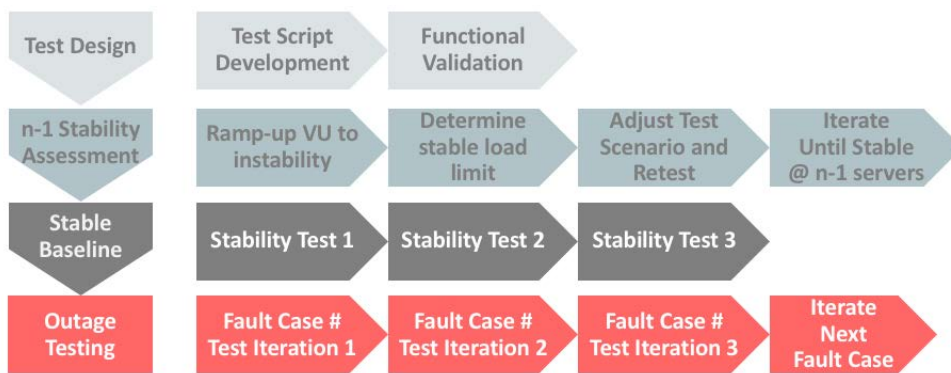 Test Design
Test Script
Development
Functional
Validation
n-1 Stability
Assessment
Ramp-up VU to
instability
Determine
stable load
limit
Adjust Test
Scenario and
Retest
Iterate
Until Stable
@ n-1 servers
Stable
Baseline
Stability Test 1
Stability Test 2
Stability Test 3
Outage
Testing
Fault Case #
Test Iteration 1
Fault Case #
Test Iteration 2
Fault Case #
Test Iteration 3
Iterate
Next
Fault Case